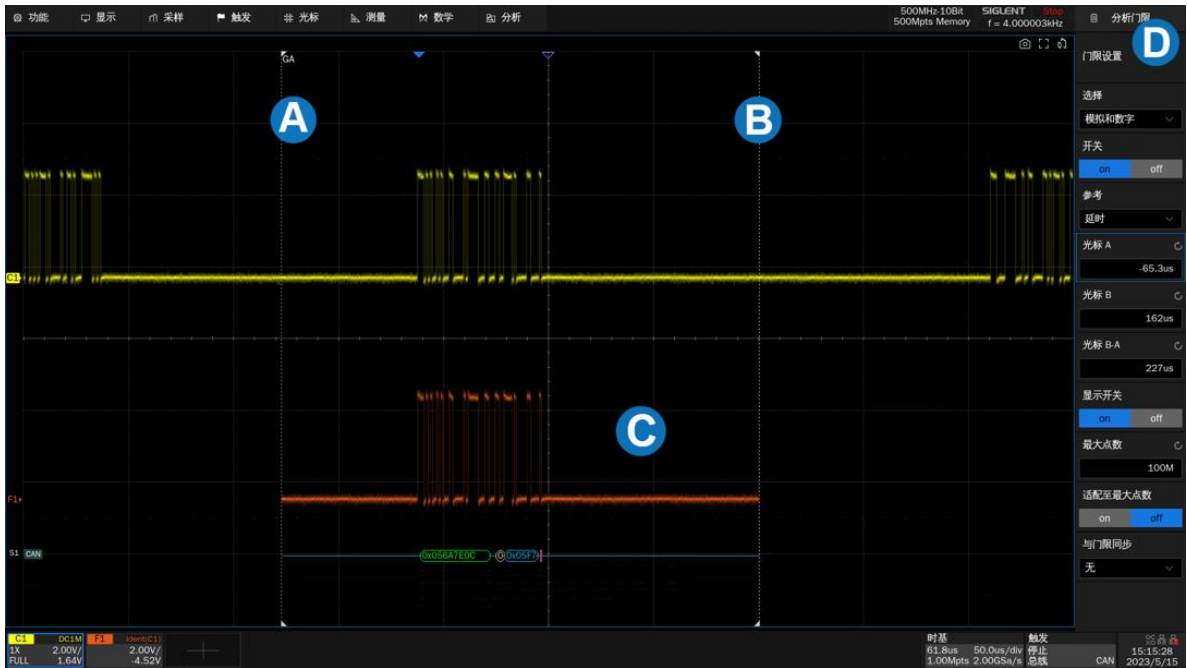 功能 显示 采样 触发 光标 测量 数学 分析
500MHz-10Bit SIGLENT Stop
500Mpts Memory f = 4.000003kHz
分析门限
D
门限设置
GA
A
B
选择
模拟和数字
开关
on off
参考
延时
光标 A
-65.3us
C1
光标 B
162us
光标 B-A
227us
显示开关
on off
C
最大点数
100M
F1
适配至最大点数
on off
与门限同步
无
S1 CAN
0x056A7E0C 0 0x05F7
C1 DC1M
1X 2.00V/
FULL 1.64V
F1 Ident(C1)
2.00V/
-4.52V
时基
61.8us 50.0us/div
1.00Mpts 2.00GSa/s
触发
停止
总线 CAN
15:15:28
2023/5/15